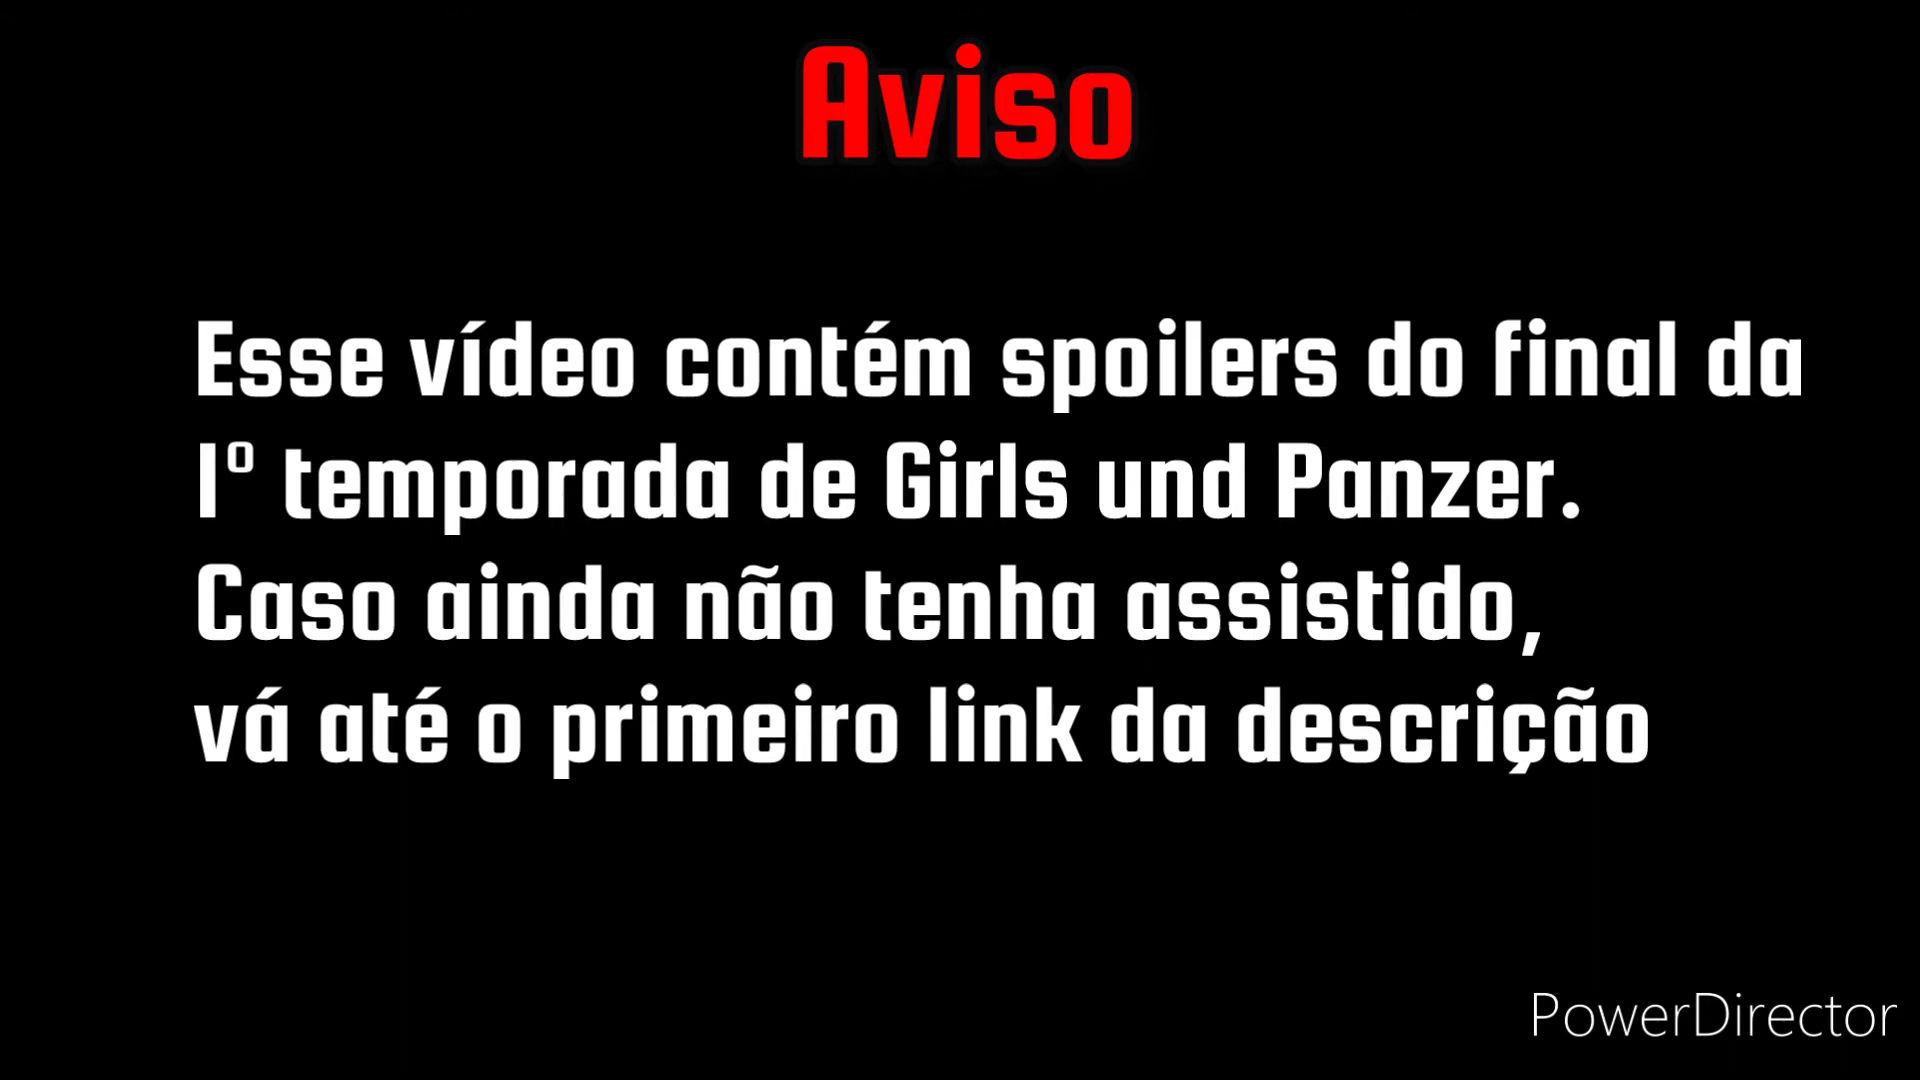 Aviso
Esse vídeo contém spoilers do final da
1º temporada de Girls und Panzer.
Caso ainda não tenha assistido,
vá até o primeiro link da descrição
PowerDirector